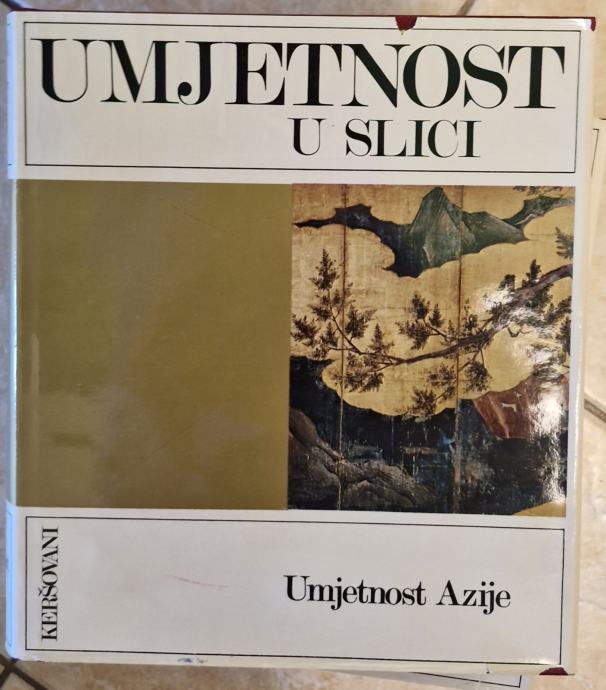 UMJETNOST
U SLICI
KERŠOVANI
Umjetnost Azije